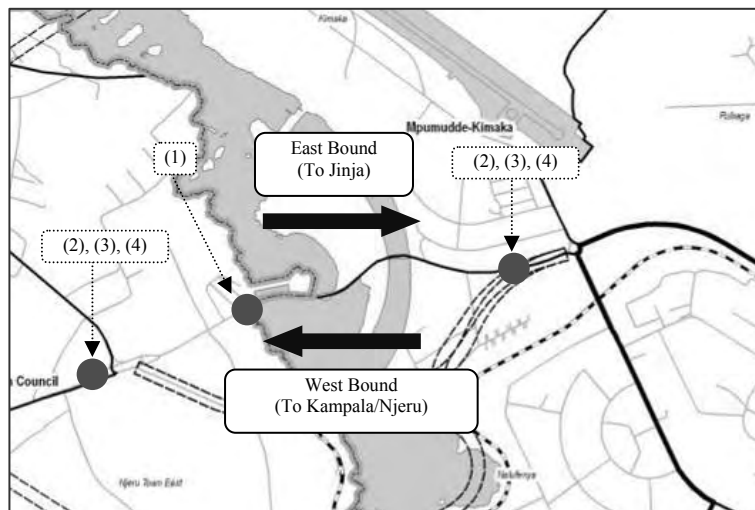 Kimaka
Mpumudde-Kimaka
(1)
East Bound
(To Jinja)
(2), (3), (4)
(2), (3), (4)
West Bound
(To Kampala/Njeru)
Council
Njeru Town East
Nalufenya